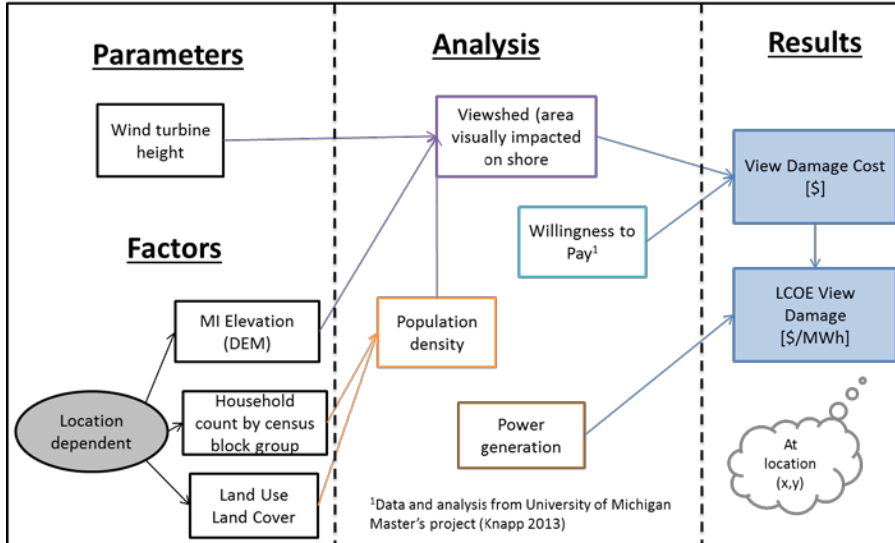 Parameters
Wind turbine
height
Factors
MI Elevation
(DEM)
Location
dependent
Household
count by census
block group
Land Use
Land Cover
Analysis
Viewshed (area
visually impacted
on shore
Willingness to
Pay¹
Population
density
Power
generation
¹Data and analysis from University of Michigan
Master's project (Knapp 2013)
Results
View Damage Cost
[$]
LCOE View
Damage
[$/MWh]
At
location
(x,y)